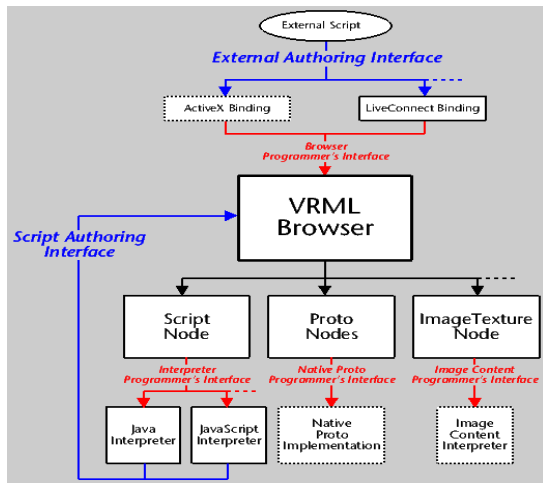 External Script
External Authoring Interface
ActiveX Binding
LiveConnect Binding
Browser
Programmer's Interface
VRML
Browser
Script Authoring
Interface
Script
Node
Proto
Nodes
ImageTexture
Node
Interpreter
Programmer's Interface
Native Proto
Programmer's Interface
Image Content
Programmer's Interface
Java
Interpreter
JavaScript
Interpreter
Native
Proto
Implementation
Image
Content
Interpreter